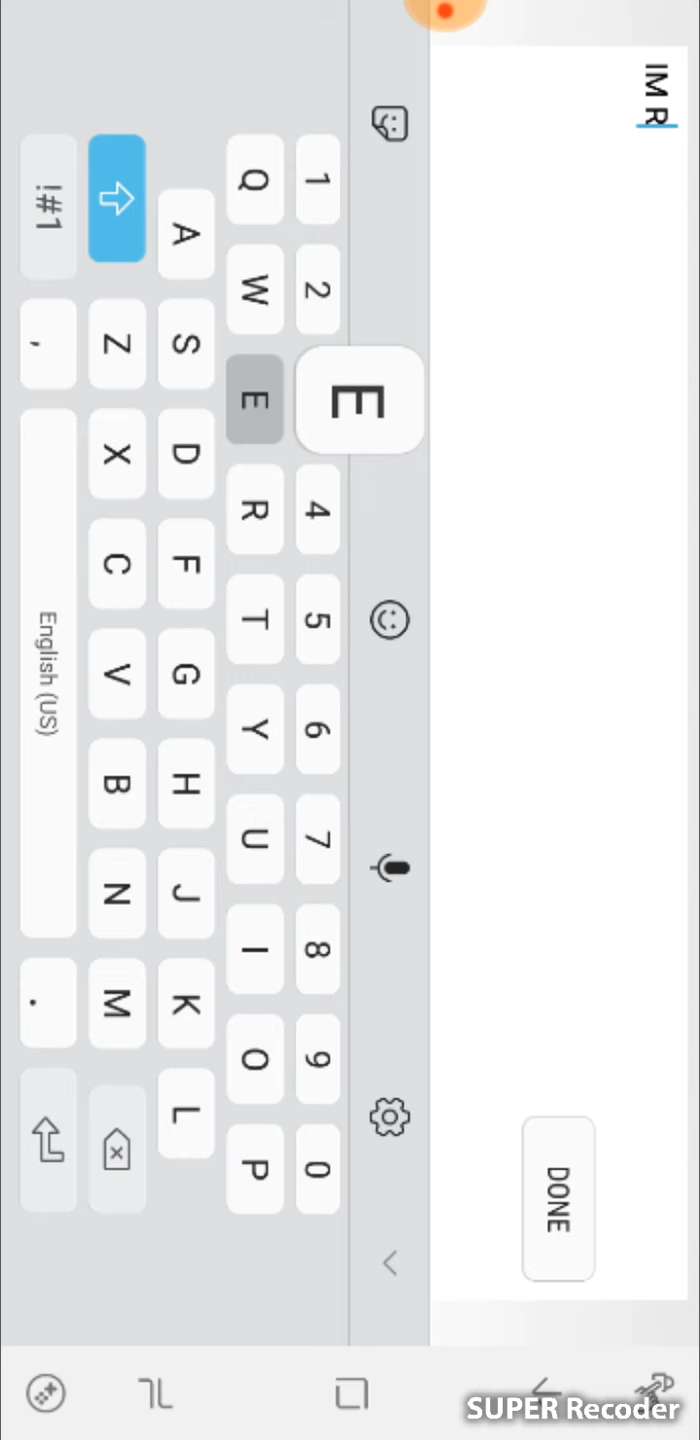 IM R
DONE
1 2 E 4 5 6 7 8 9 0
Q W E R T Y U I O P
A S D F G H J K L
Z X C V B N M
!#1 , English (US) .
SUPER Recoder